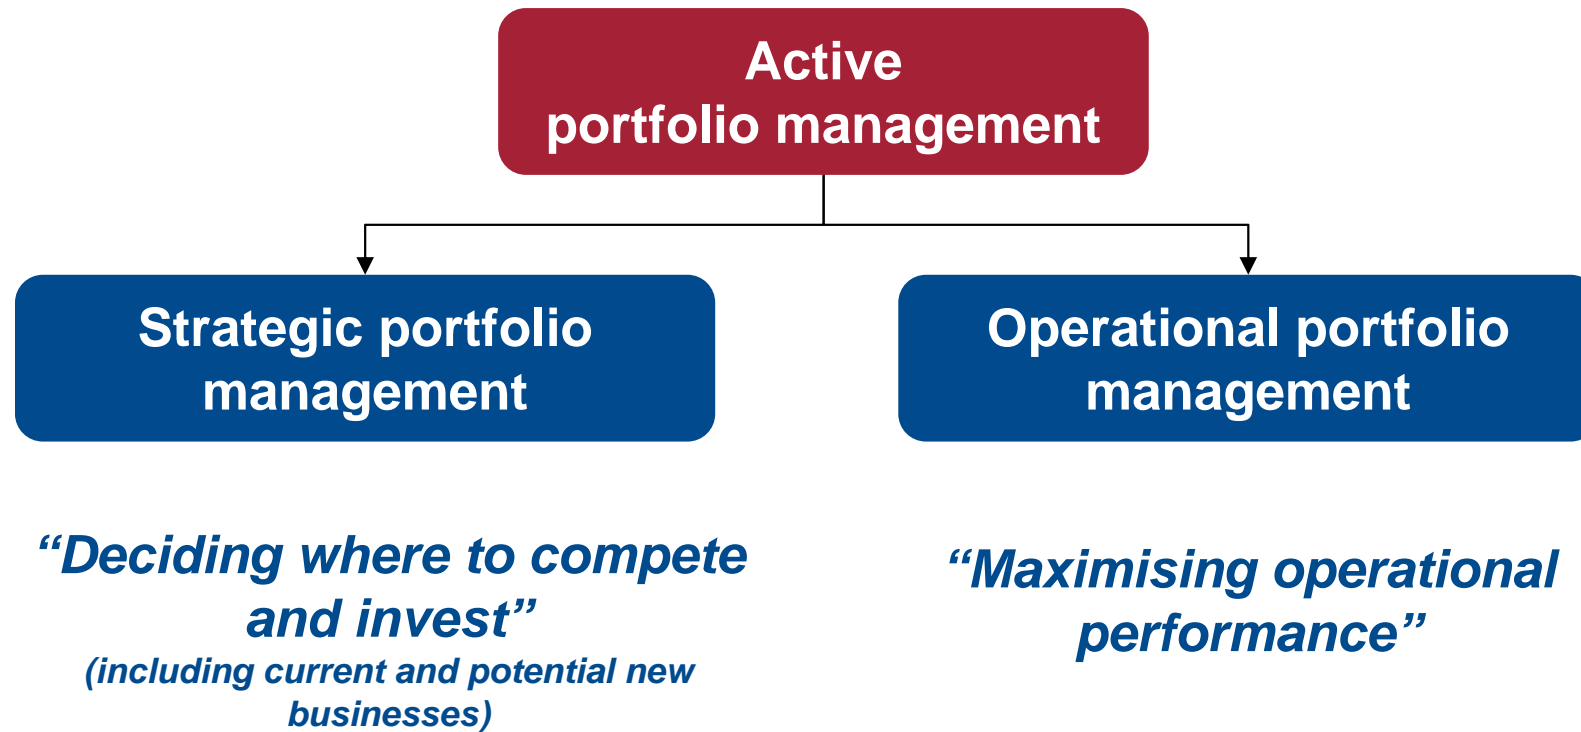 Active
portfolio management
Strategic portfolio
management
Operational portfolio
management
“Deciding where to compete
and invest”
(including current and potential new
businesses)
“Maximising operational
performance”